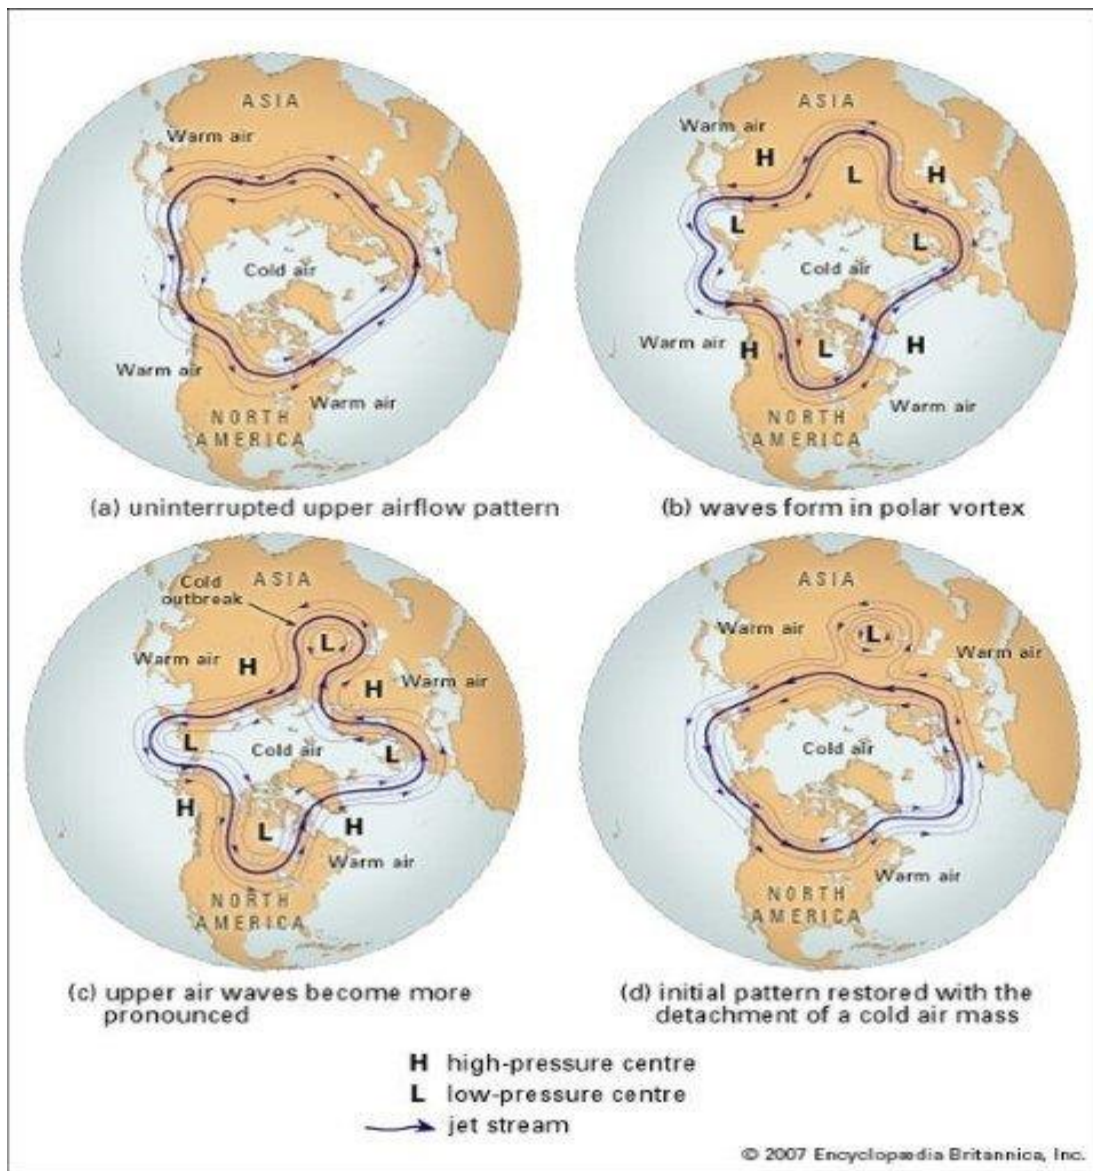 ASIA
Warm air
Cold air
Warm air
Warm air
NORTH
AMERICA
(a) uninterrupted upper airflow pattern
ASIA
Warm air
H
L
H
L
L
Cold air
Warm air
H
L
H
Warm air
NORTH
AMERICA
(b) waves form in polar vortex
Cold
outbreak
ASIA
L
Warm air
H
H
Warm air
L
Cold air
L
H
L
H
Warm air
NORTH
AMERICA
(c) upper air waves become more
pronounced
ASIA
Warm air
L
Warm air
Cold air
Warm air
NORTH
AMERICA
(d) initial pattern restored with the
detachment of a cold air mass
H high-pressure centre
L low-pressure centre
jet stream
© 2007 Encyclopædia Britannica, Inc.